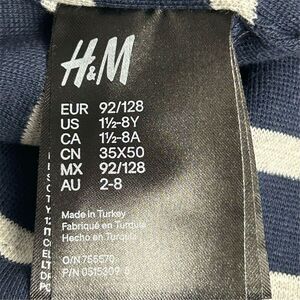 H&M
EUR 92/128
US 1½-8Y
CA 1½-8A
CN 35X50
MX 92/128
AU 2-8
Made in Turkey
Fabriqué en Turquie
Hecho en Turquía
O/N 755570
P/N 0515309